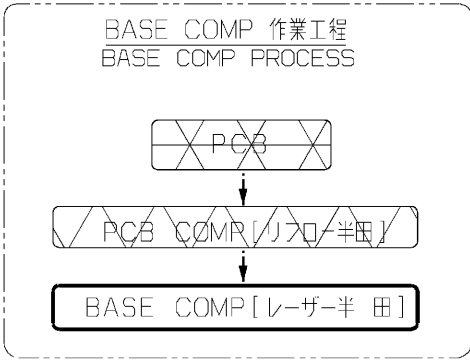 BASE COMP 作業工程
BASE COMP PROCESS
PCB
PCB COMP[リフロー半田]
BASE COMP[レーザー半 田]